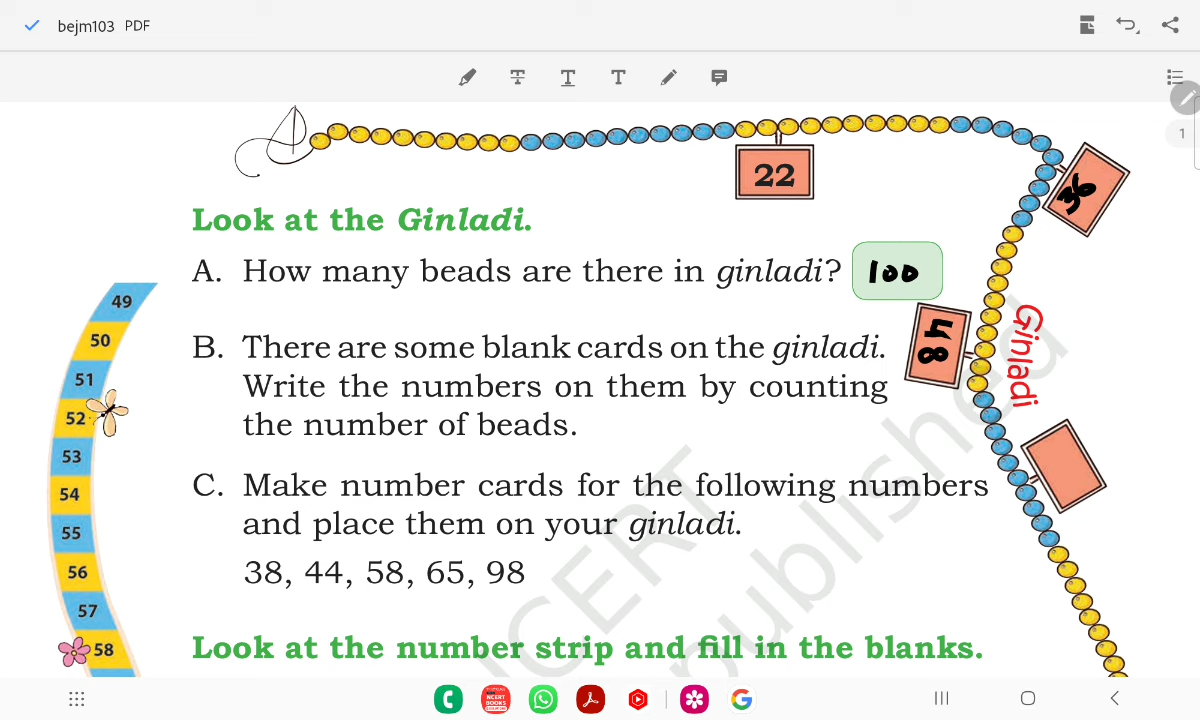 bejm103 PDF
1
22
36
Look at the Ginladi.
A. How many beads are there in ginladi? 100
49
50
51
52
53
54
55
56
57
58
48
Ginladi
B. There are some blank cards on the ginladi.
Write the numbers on them by counting
the number of beads.
C. Make number cards for the following numbers
and place them on your ginladi.
38, 44, 58, 65, 98
Look at the number strip and fill in the blanks.
NCERT
published